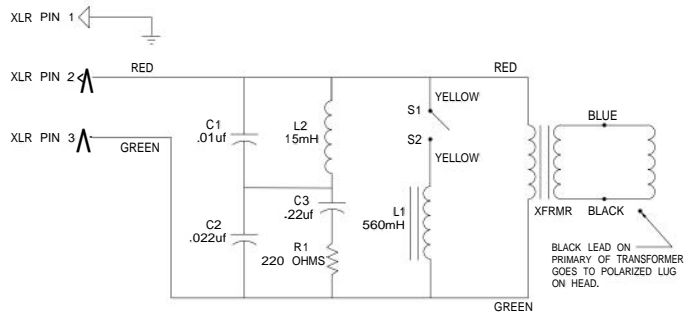 XLR PIN 1
XLR PIN 2
RED
RED
XLR PIN 3
GREEN
C1
.01uf
L2
15mH
S1
YELLOW
S2
YELLOW
BLUE
C2
.022uf
C3
.22uf
R1
220 OHMS
L1
560mH
XFRMR
BLACK
BLACK LEAD ON
PRIMARY OF TRANSFORMER
GOES TO POLARIZED LUG
ON HEAD.
GREEN